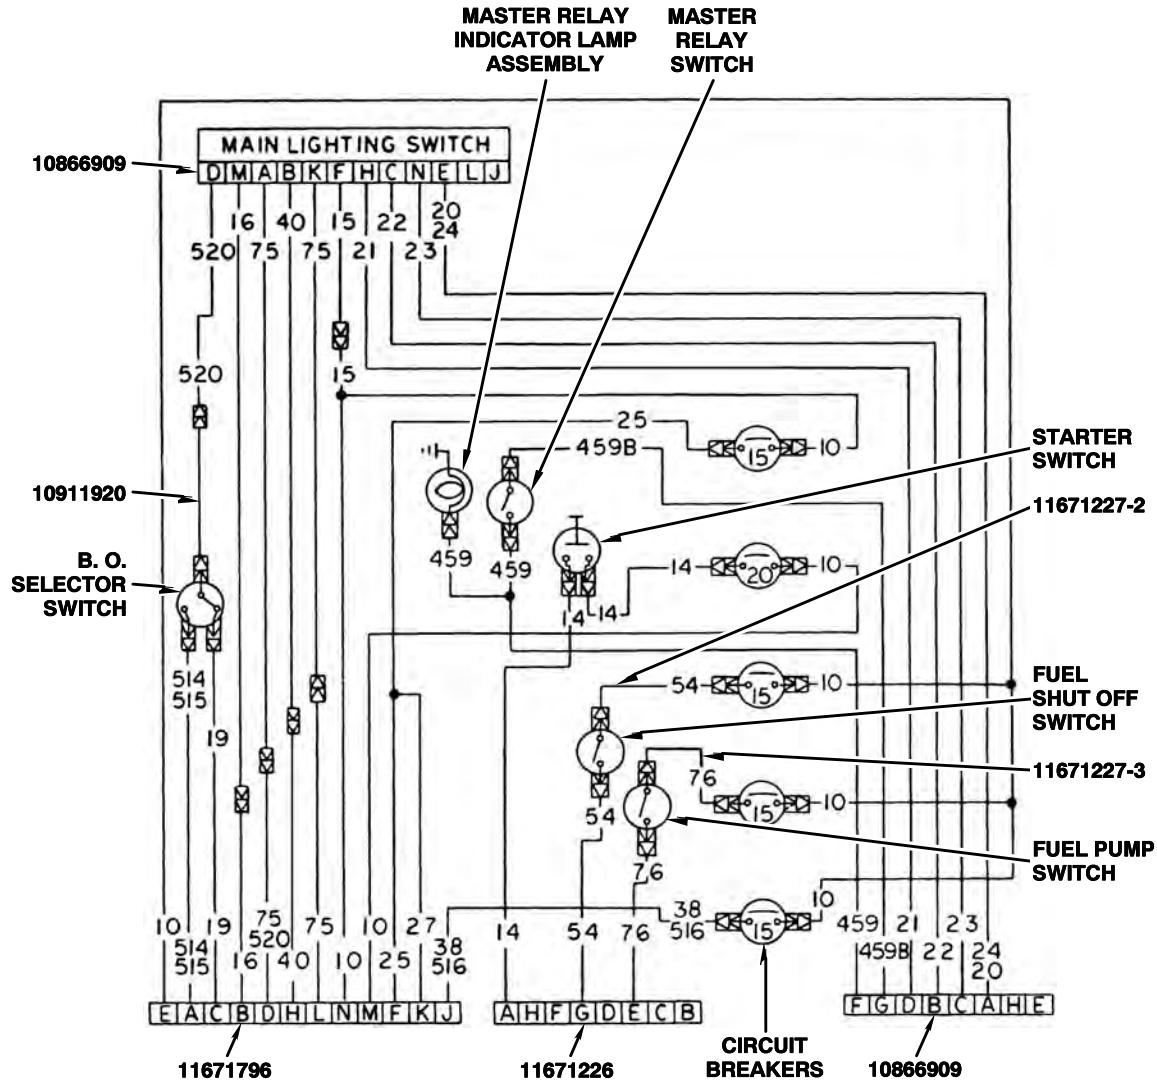 MASTER RELAY
INDICATOR LAMP
ASSEMBLY
MASTER
RELAY
SWITCH
MAIN LIGHTING SWITCH
10866909
D M A B K F H C N E L J
16 40 15 22 20
24
520 75 75 21 23
520
15
25
15 10
459B
STARTER
SWITCH
10911920
11671227-2
459 459
14 20 10
B. O.
SELECTOR
SWITCH
14 14
514
515
54 15 10
FUEL
SHUT OFF
SWITCH
19
76
11671227-3
15 10
54
FUEL PUMP
SWITCH
76
10
10 19 75
520
75 10 27 38
516
514
515
16 40 10 25
14 54 76
38
516
15
459 21 23
459B 22 24
20
E A C B D H L N M F K J
A H F G D E C B
F G D B C A H E
11671796
11671226
CIRCUIT
BREAKERS
10866909